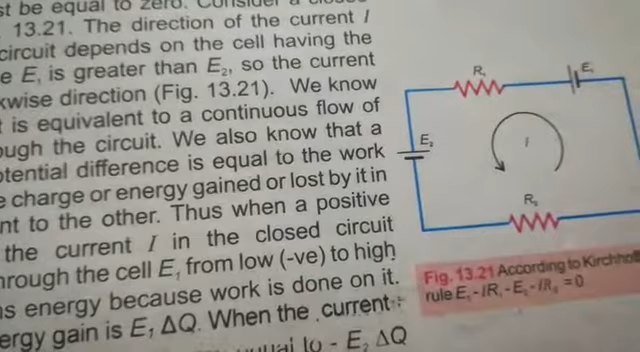 st be equal to zero. Consider a closed
13.21. The direction of the current I
circuit depends on the cell having the
e E₁ is greater than E₂, so the current
kwise direction (Fig. 13.21). We know
t is equivalent to a continuous flow of
ough the circuit. We also know that a
otential difference is equal to the work
e charge or energy gained or lost by it in
nt to the other. Thus when a positive
the current I in the closed circuit
hrough the cell E₁ from low (-ve) to high
as energy because work is done on it.
ergy gain is E₁ ΔQ. When the current
to - E₂ ΔQ
R₁
E₁
E₂
I
R₂
Fig. 13.21 According to Kirchhoff
rule E₁ - IR₁ - E₂ - IR₂ = 0